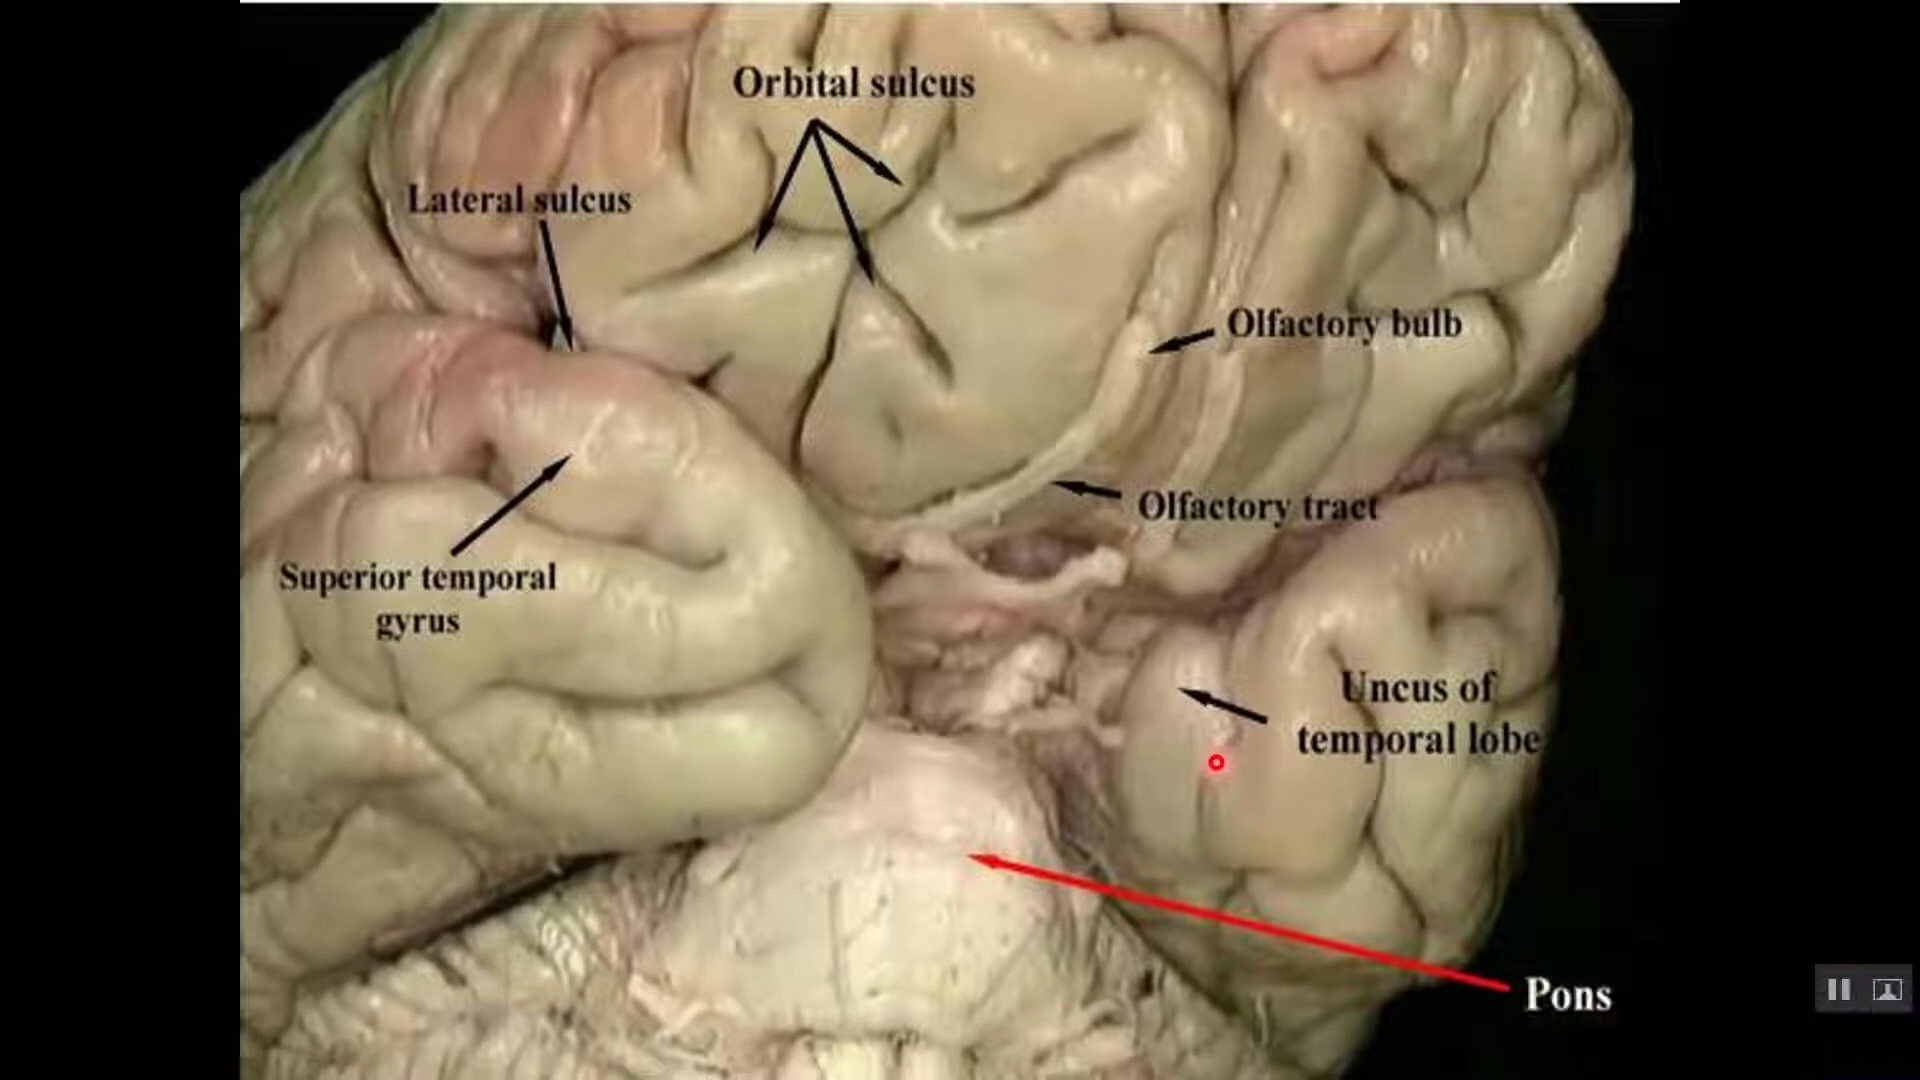 Orbital sulcus
Lateral sulcus
Olfactory bulb
Olfactory tract
Superior temporal
gyrus
Uncus of
temporal lobe
Pons